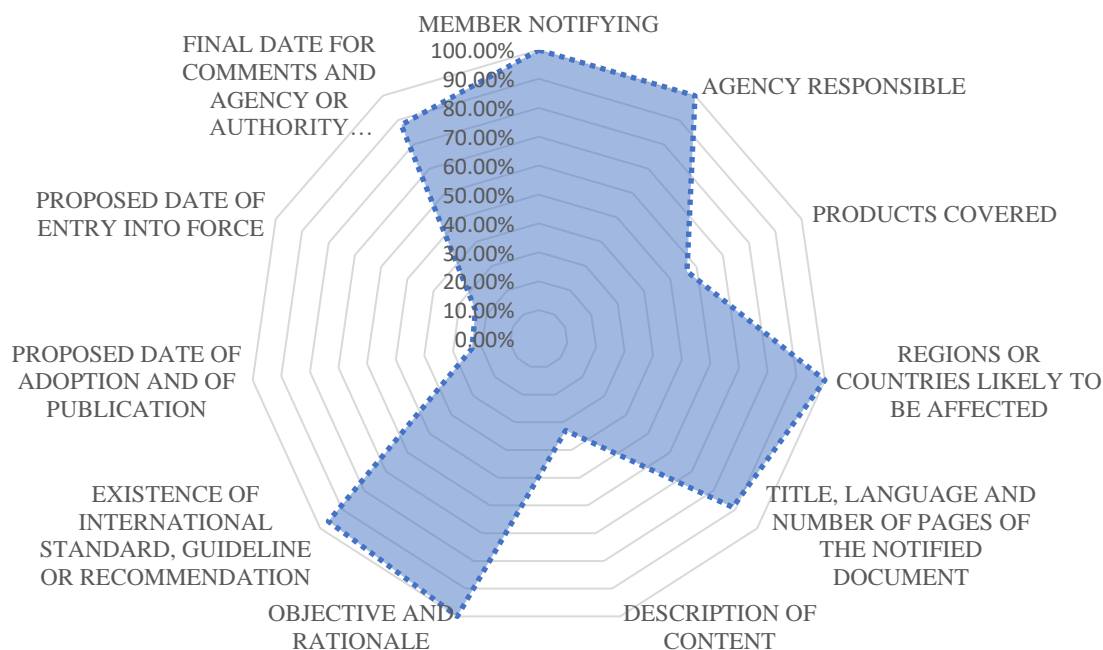 MEMBER NOTIFYING
AGENCY RESPONSIBLE
PRODUCTS COVERED
REGIONS OR
COUNTRIES LIKELY TO
BE AFFECTED
TITLE, LANGUAGE AND
NUMBER OF PAGES OF
THE NOTIFIED
DOCUMENT
DESCRIPTION OF
CONTENT
OBJECTIVE AND
RATIONALE
EXISTENCE OF
INTERNATIONAL
STANDARD, GUIDELINE
OR RECOMMENDATION
PROPOSED DATE OF
ADOPTION AND OF
PUBLICATION
PROPOSED DATE OF
ENTRY INTO FORCE
FINAL DATE FOR
COMMENTS AND
AGENCY OR
AUTHORITY…
100.00%
90.00%
80.00%
70.00%
60.00%
50.00%
40.00%
30.00%
20.00%
10.00%
0.00%